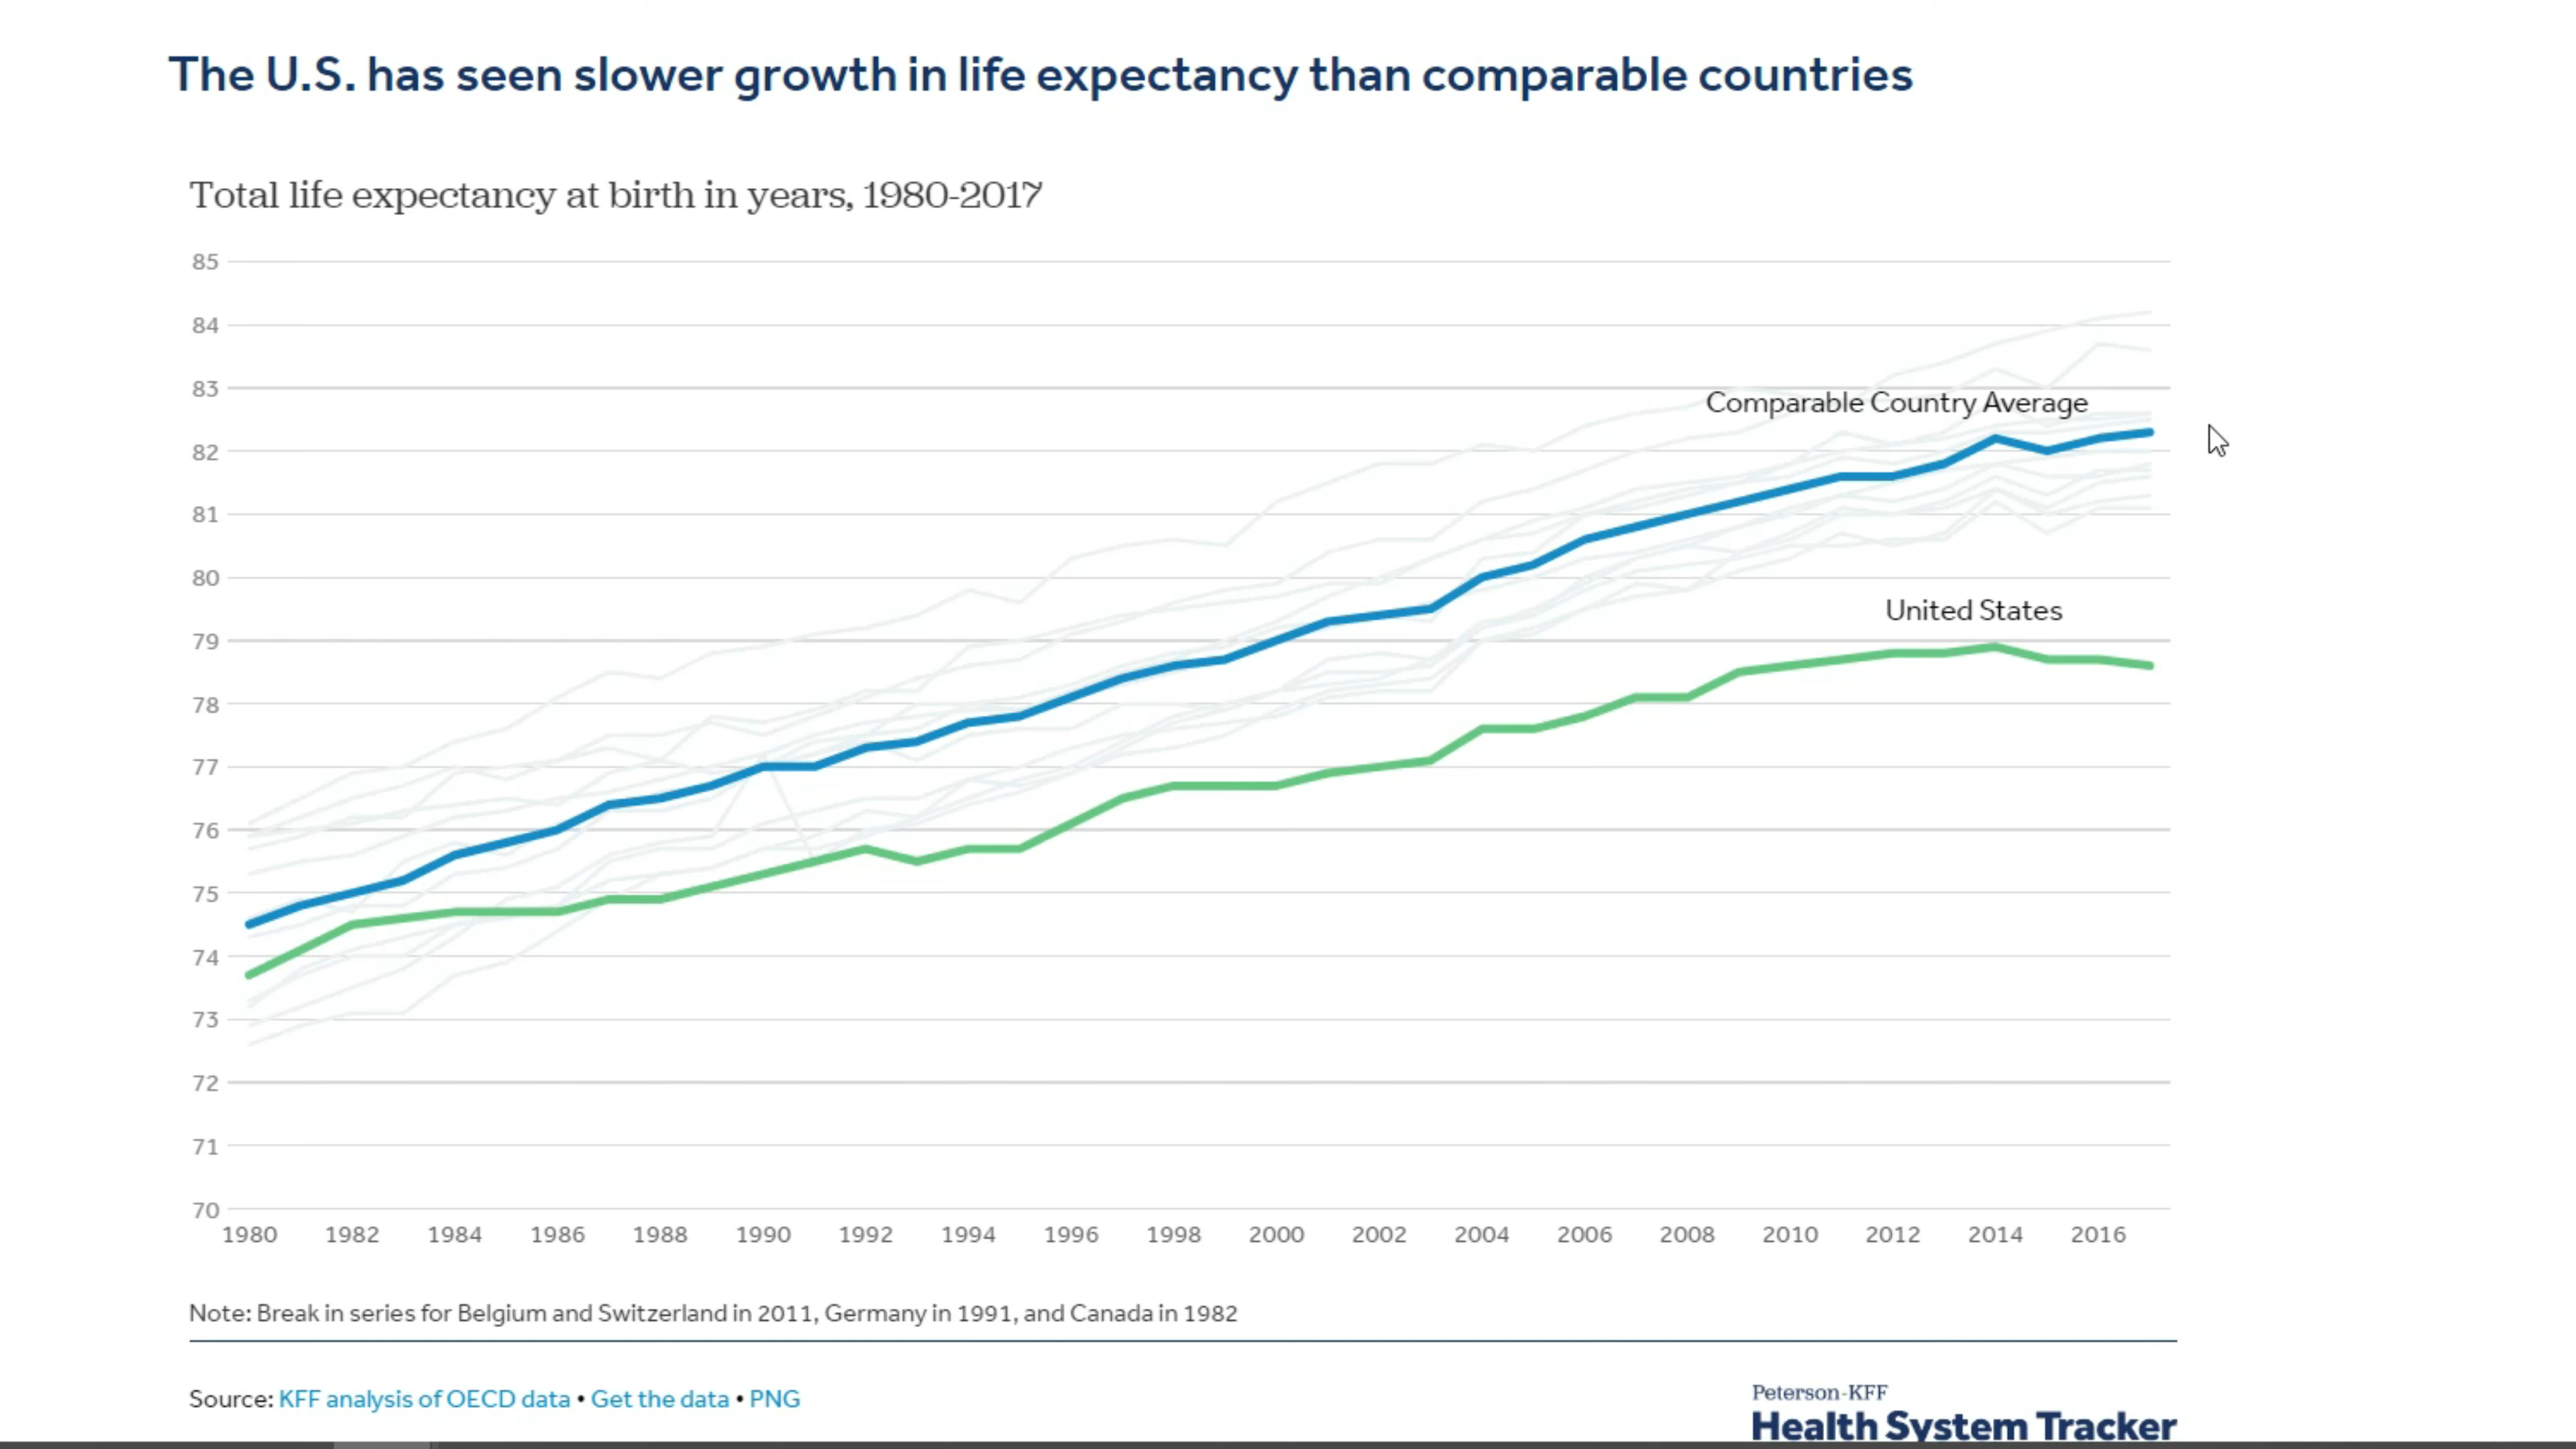 The U.S. has seen slower growth in life expectancy than comparable countries
Total life expectancy at birth in years, 1980-2017
85
84
83
Comparable Country Average
82
81
80
United States
79
78
77
76
75
74
73
72
71
70
1980 1982 1984 1986 1988 1990 1992 1994 1996 1998 2000 2002 2004 2006 2008 2010 2012 2014 2016
Note: Break in series for Belgium and Switzerland in 2011, Germany in 1991, and Canada in 1982
Source: KFF analysis of OECD data • Get the data • PNG
Peterson-KFF
Health System Tracker